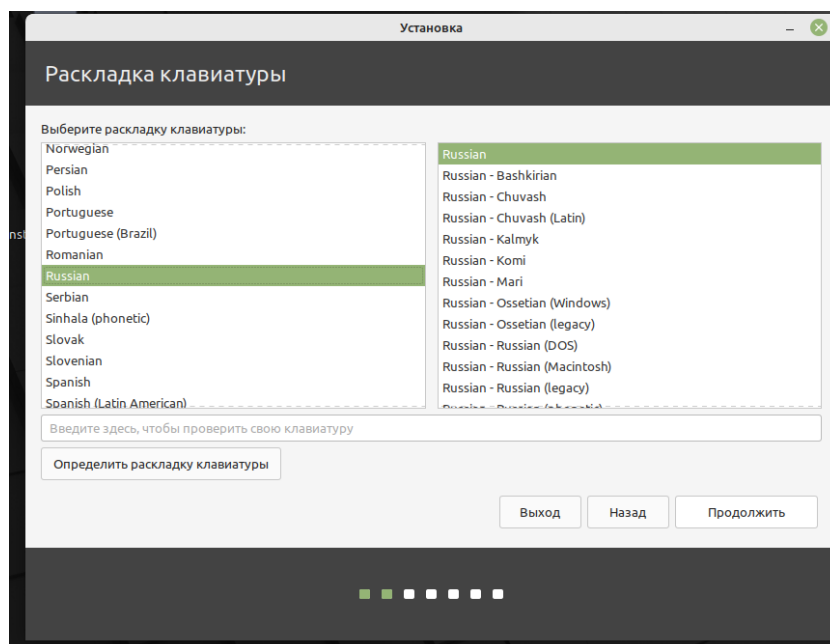 Установка
Раскладка клавиатуры
Выберите раскладку клавиатуры:
Norwegian
Persian
Polish
Portuguese
Portuguese (Brazil)
Romanian
Russian
Serbian
Sinhala (phonetic)
Slovak
Slovenian
Spanish
Spanish (Latin American)
Russian
Russian - Bashkirian
Russian - Chuvash
Russian - Chuvash (Latin)
Russian - Kalmyk
Russian - Komi
Russian - Mari
Russian - Ossetian (Windows)
Russian - Ossetian (legacy)
Russian - Russian (DOS)
Russian - Russian (Macintosh)
Russian - Russian (legacy)
Russian - Russian (phonetic)
Введите здесь, чтобы проверить свою клавиатуру
Определить раскладку клавиатуры
Выход
Назад
Продолжить